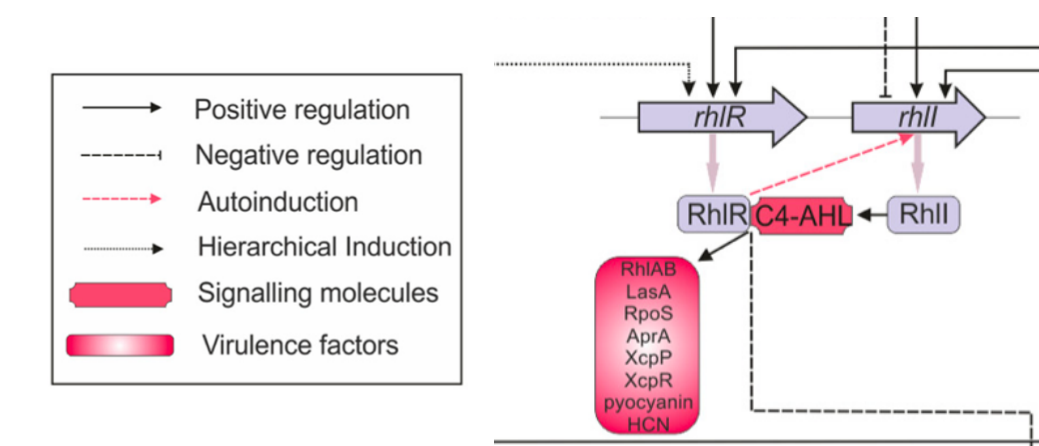 Positive regulation
Negative regulation
Autoinduction
Hierarchical Induction
Signalling molecules
Virulence factors
rhlR
rhlI
RhlR
C4-AHL
RhlI
RhlAB
LasA
RpoS
AprA
XcpP
XcpR
pyocyanin
HCN